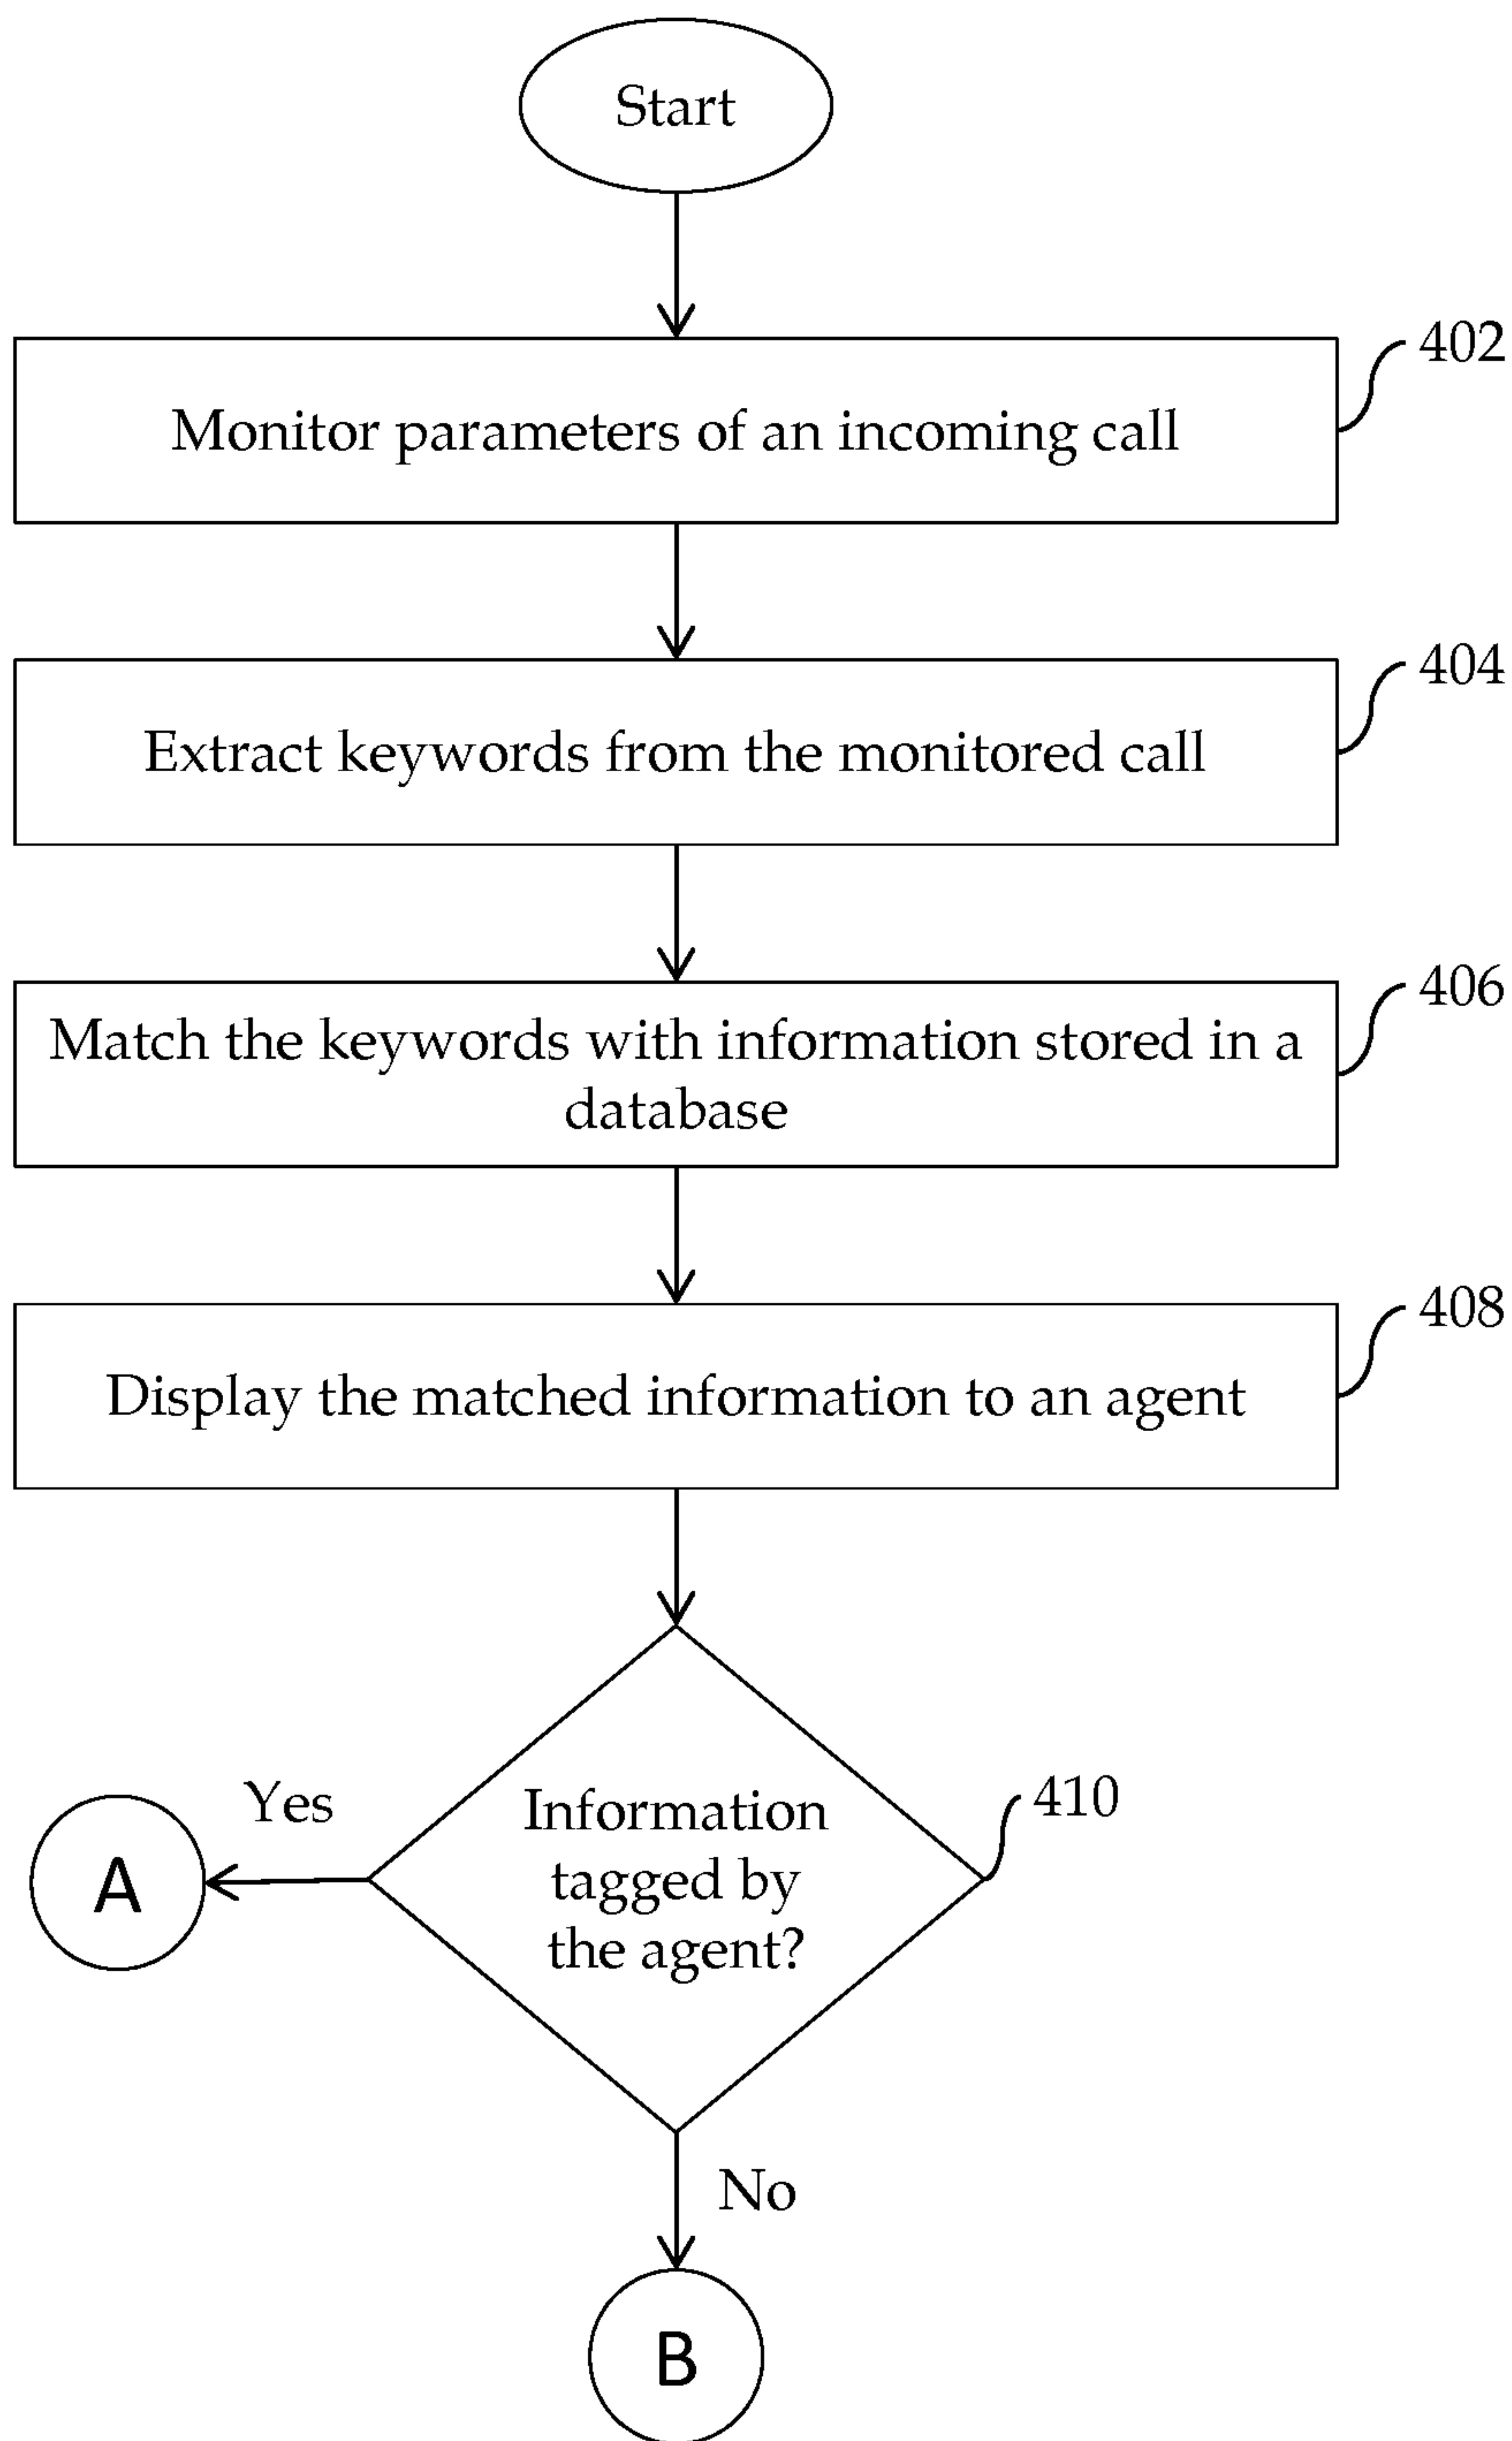 Start
402
Monitor parameters of an incoming call
404
Extract keywords from the monitored call
406
Match the keywords with information stored in a
database
408
Display the matched information to an agent
410
Yes
Information
tagged by
the agent?
A
No
B